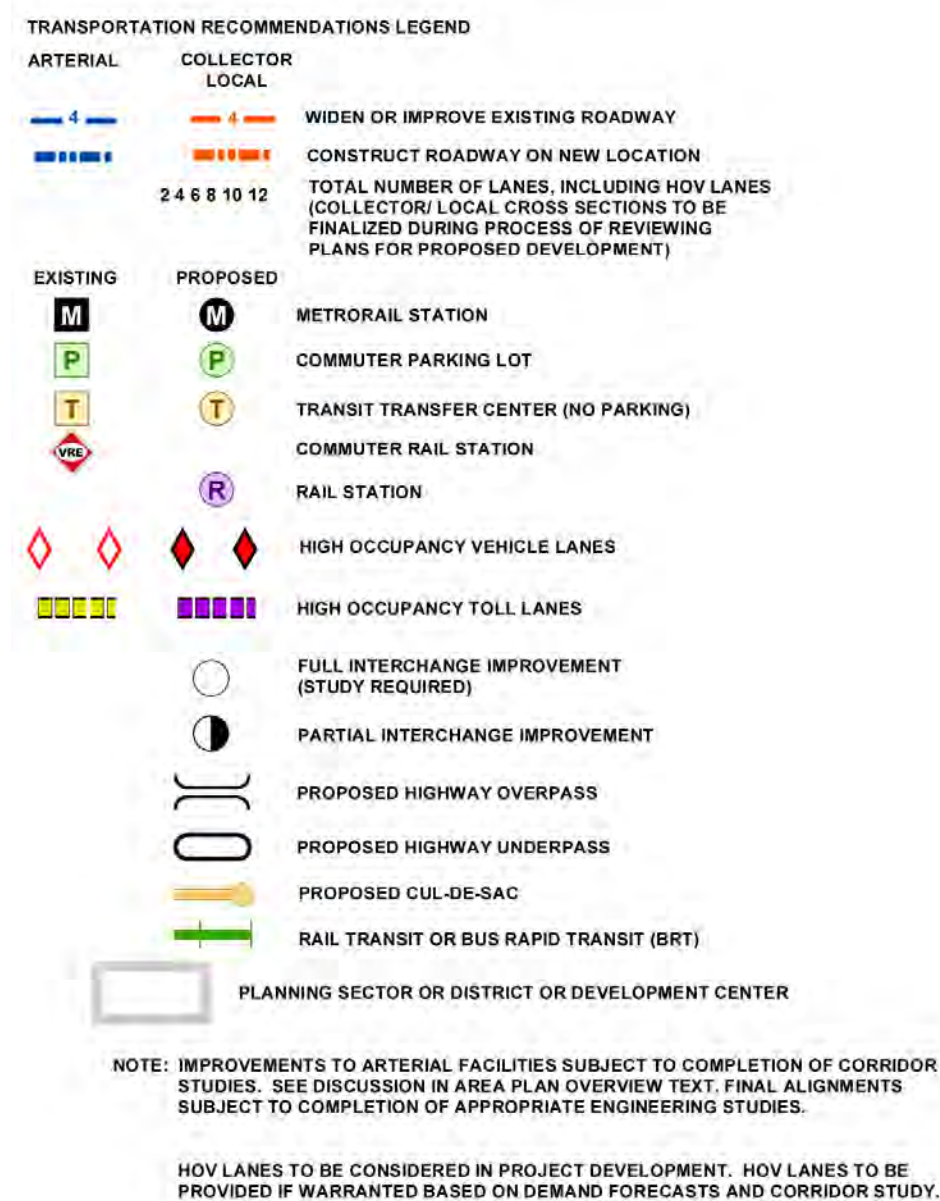 TRANSPORTATION RECOMMENDATIONS LEGEND
ARTERIAL COLLECTOR
LOCAL
4 4 WIDEN OR IMPROVE EXISTING ROADWAY
CONSTRUCT ROADWAY ON NEW LOCATION
2 4 6 8 10 12 TOTAL NUMBER OF LANES, INCLUDING HOV LANES
(COLLECTOR/ LOCAL CROSS SECTIONS TO BE
FINALIZED DURING PROCESS OF REVIEWING
PLANS FOR PROPOSED DEVELOPMENT)
EXISTING PROPOSED
M M METRORAIL STATION
P P COMMUTER PARKING LOT
T T TRANSIT TRANSFER CENTER (NO PARKING)
VRE COMMUTER RAIL STATION
R RAIL STATION
HIGH OCCUPANCY VEHICLE LANES
HIGH OCCUPANCY TOLL LANES
FULL INTERCHANGE IMPROVEMENT
(STUDY REQUIRED)
PARTIAL INTERCHANGE IMPROVEMENT
PROPOSED HIGHWAY OVERPASS
PROPOSED HIGHWAY UNDERPASS
PROPOSED CUL-DE-SAC
RAIL TRANSIT OR BUS RAPID TRANSIT (BRT)
PLANNING SECTOR OR DISTRICT OR DEVELOPMENT CENTER
NOTE: IMPROVEMENTS TO ARTERIAL FACILITIES SUBJECT TO COMPLETION OF CORRIDOR
STUDIES. SEE DISCUSSION IN AREA PLAN OVERVIEW TEXT. FINAL ALIGNMENTS
SUBJECT TO COMPLETION OF APPROPRIATE ENGINEERING STUDIES.
HOV LANES TO BE CONSIDERED IN PROJECT DEVELOPMENT. HOV LANES TO BE
PROVIDED IF WARRANTED BASED ON DEMAND FORECASTS AND CORRIDOR STUDY.